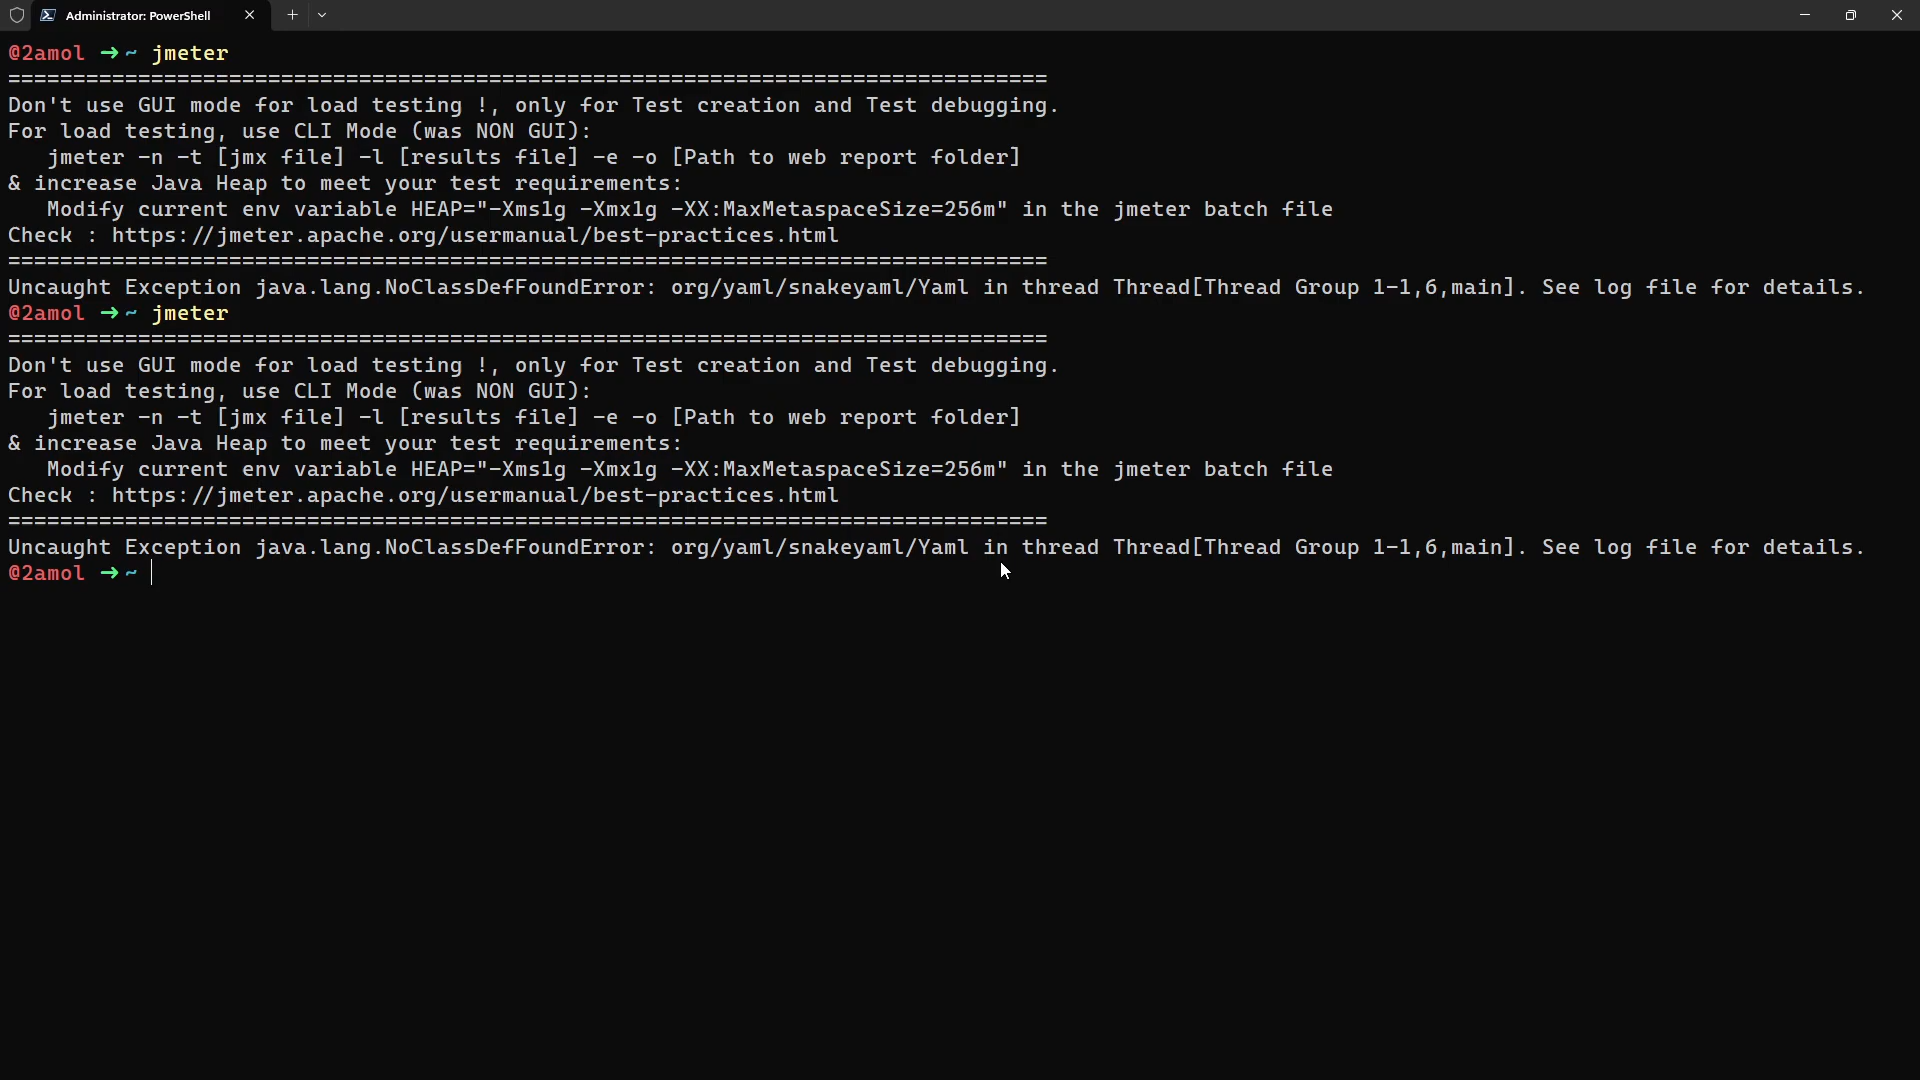 Administrator: PowerShell
@2amol → ~ jmeter
================================================================================
Don't use GUI mode for load testing !, only for Test creation and Test debugging.
For load testing, use CLI Mode (was NON GUI):
   jmeter -n -t [jmx file] -l [results file] -e -o [Path to web report folder]
& increase Java Heap to meet your test requirements:
   Modify current env variable HEAP="-Xms1g -Xmx1g -XX:MaxMetaspaceSize=256m" in the jmeter batch file
Check : https://jmeter.apache.org/usermanual/best-practices.html
================================================================================
Uncaught Exception java.lang.NoClassDefFoundError: org/yaml/snakeyaml/Yaml in thread Thread[Thread Group 1-1,6,main]. See log file for details.
@2amol → ~ jmeter
================================================================================
Don't use GUI mode for load testing !, only for Test creation and Test debugging.
For load testing, use CLI Mode (was NON GUI):
   jmeter -n -t [jmx file] -l [results file] -e -o [Path to web report folder]
& increase Java Heap to meet your test requirements:
   Modify current env variable HEAP="-Xms1g -Xmx1g -XX:MaxMetaspaceSize=256m" in the jmeter batch file
Check : https://jmeter.apache.org/usermanual/best-practices.html
================================================================================
Uncaught Exception java.lang.NoClassDefFoundError: org/yaml/snakeyaml/Yaml in thread Thread[Thread Group 1-1,6,main]. See log file for details.
@2amol → ~